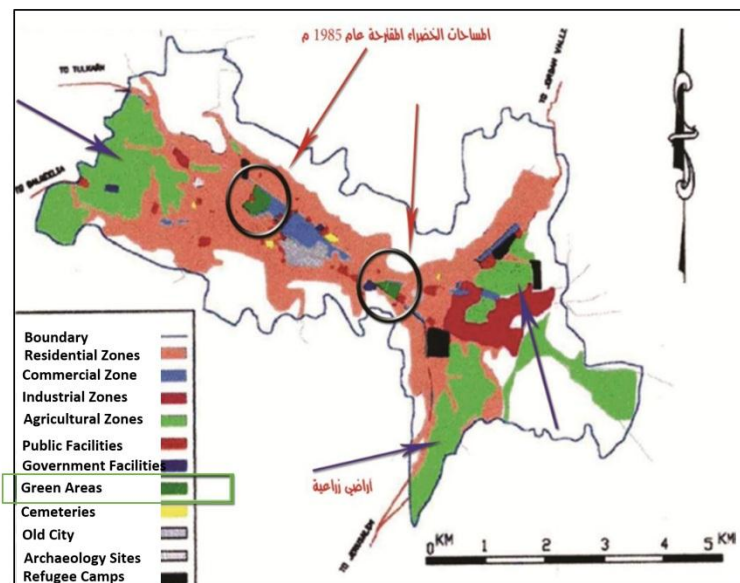 المساحات الخضراء المقترحة عام 1985 م
TO TULKARM
TO JORDAN VALLE
TO QALQEELIA
Boundary
Residential Zones
Commercial Zone
Industrial Zones
Agricultural Zones
Public Facilities
Government Facilities
Green Areas
Cemeteries
Old City
Archaeology Sites
Refugee Camps
اراضي زراعية
TO JERUSALEM
0 KM 1 2 3 4 5 KM